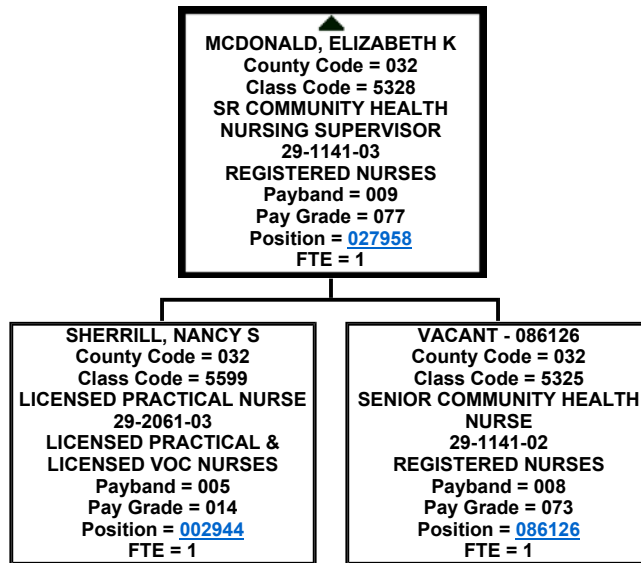 MCDONALD, ELIZABETH K
County Code = 032
Class Code = 5328
SR COMMUNITY HEALTH
NURSING SUPERVISOR
29-1141-03
REGISTERED NURSES
Payband = 009
Pay Grade = 077
Position = 027958
FTE = 1
SHERRILL, NANCY S
County Code = 032
Class Code = 5599
LICENSED PRACTICAL NURSE
29-2061-03
LICENSED PRACTICAL &
LICENSED VOC NURSES
Payband = 005
Pay Grade = 014
Position = 002944
FTE = 1
VACANT - 086126
County Code = 032
Class Code = 5325
SENIOR COMMUNITY HEALTH
NURSE
29-1141-02
REGISTERED NURSES
Payband = 008
Pay Grade = 073
Position = 086126
FTE = 1